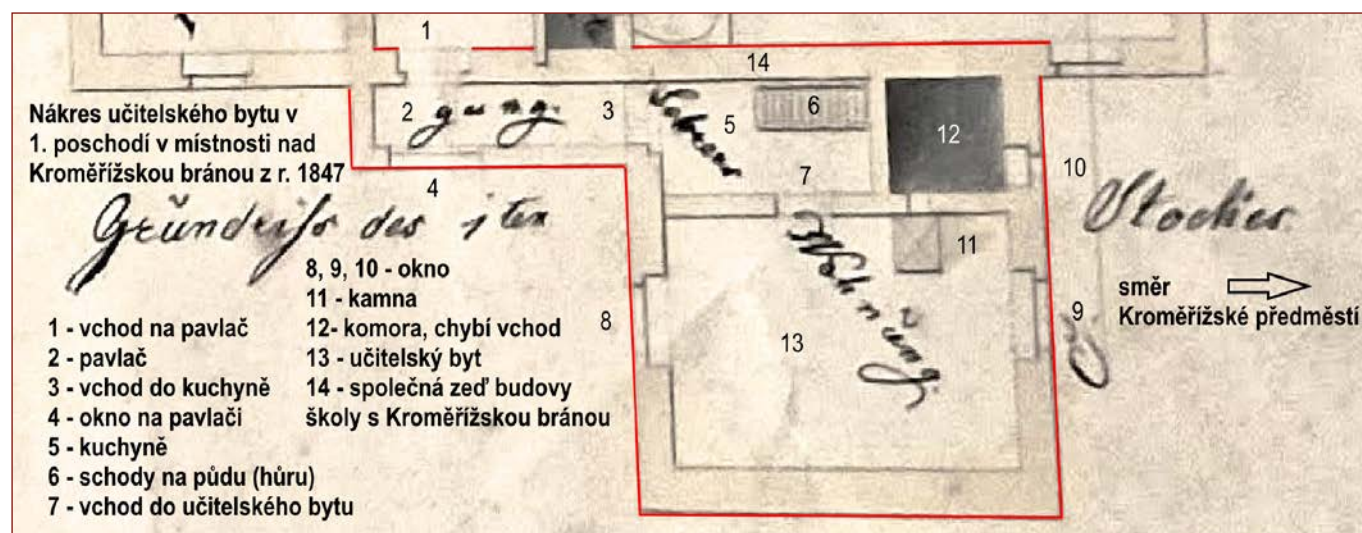 1
14
2 gung. 3
5
6
12
Nákres učitelského bytu v
1. poschodí v místnosti nad
Kroměřížskou bránou z r. 1847
4
7
10
Gründriss des 1ten Stockes
11
8, 9, 10 - okno
11 - kamna
12- komora, chybí vchod
13 - učitelský byt
14 - společná zeď budovy
školy s Kroměřížskou bránou
1 - vchod na pavlač
2 - pavlač
3 - vchod do kuchyně
4 - okno na pavlači
5 - kuchyně
6 - schody na půdu (hůru)
7 - vchod do učitelského bytu
8
13
Wohnüng.
9
směr
Kroměřížské předměstí